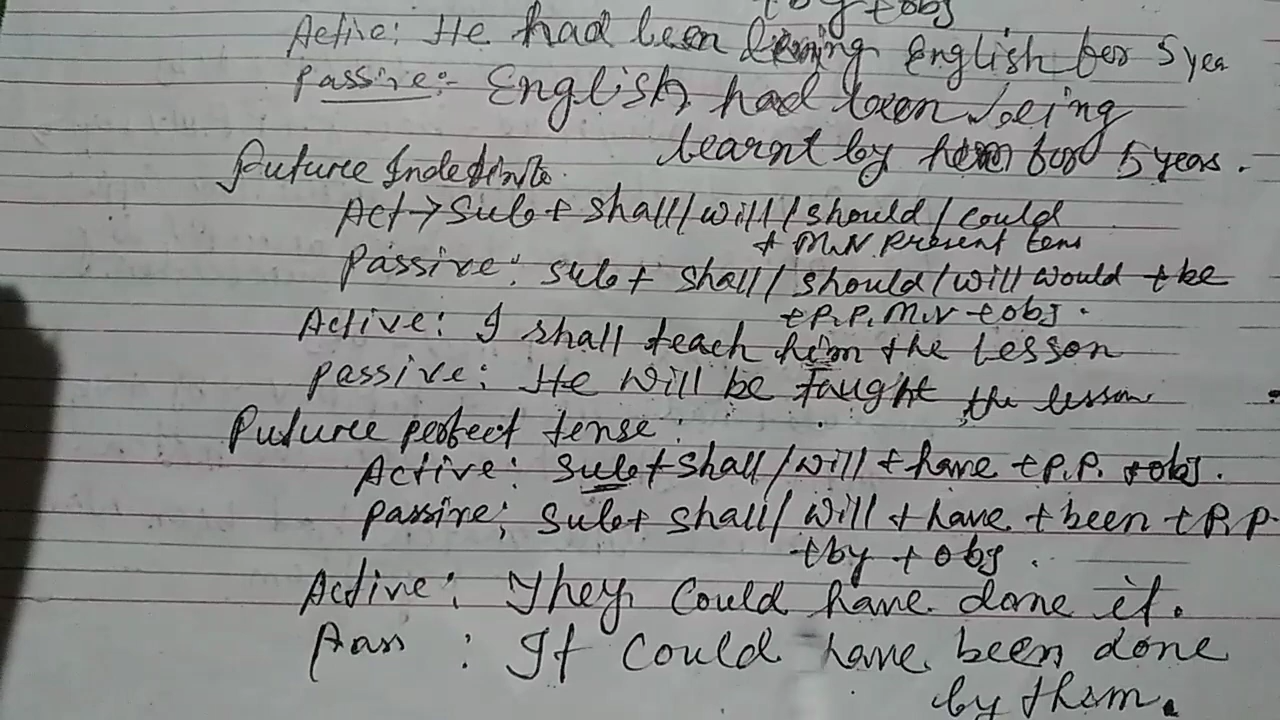 + by + obj
Active: He had been learning English for 5 yea
Passive:- English had been being
learnt by him for 5 years.
Future Indefinite.
Act → Sub + shall/will/should/could
+ M.V present tens
Passive: sub + shall/should/will would + be
+ P.P. M.V + obj.
Active: I shall teach him the lesson
passive: He will be taught the lesson
Future perfect tense:
Active: Sub + shall/will + have + P.P. + obj.
passive; Sub + shall/will + have + been + P.P.
+ by + obj.
Active: They could have done it.
Pass : It could have been done
by them.